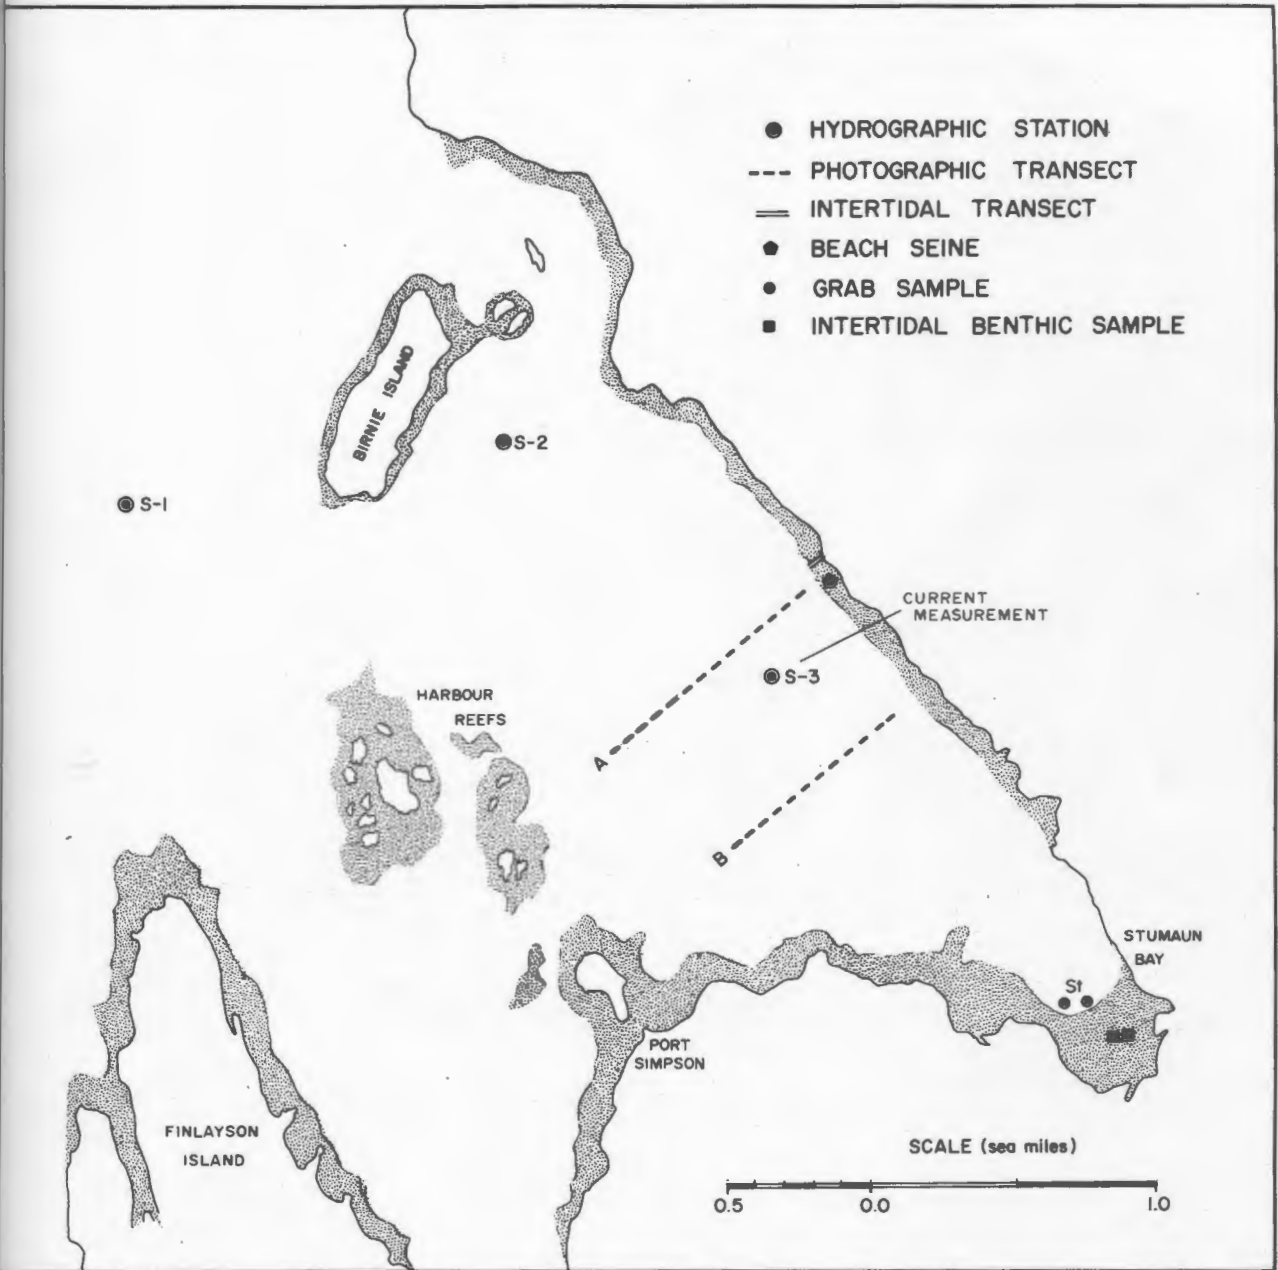 HYDROGRAPHIC STATION
PHOTOGRAPHIC TRANSECT
INTERTIDAL TRANSECT
BEACH SEINE
GRAB SAMPLE
INTERTIDAL BENTHIC SAMPLE
BIRNIE ISLAND
S-2
S-1
CURRENT
MEASUREMENT
S-3
HARBOUR
REEFS
A
B
STUMAUN
BAY
St
PORT
SIMPSON
FINLAYSON
ISLAND
SCALE (sea miles)
0.5 0.0 1.0